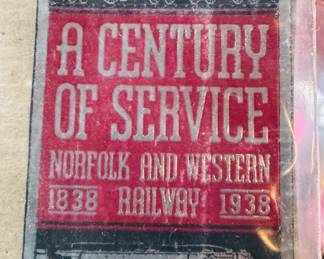 A CENTURY
OF SERVICE
NORFOLK AND WESTERN
1838 RAILWAY 1938